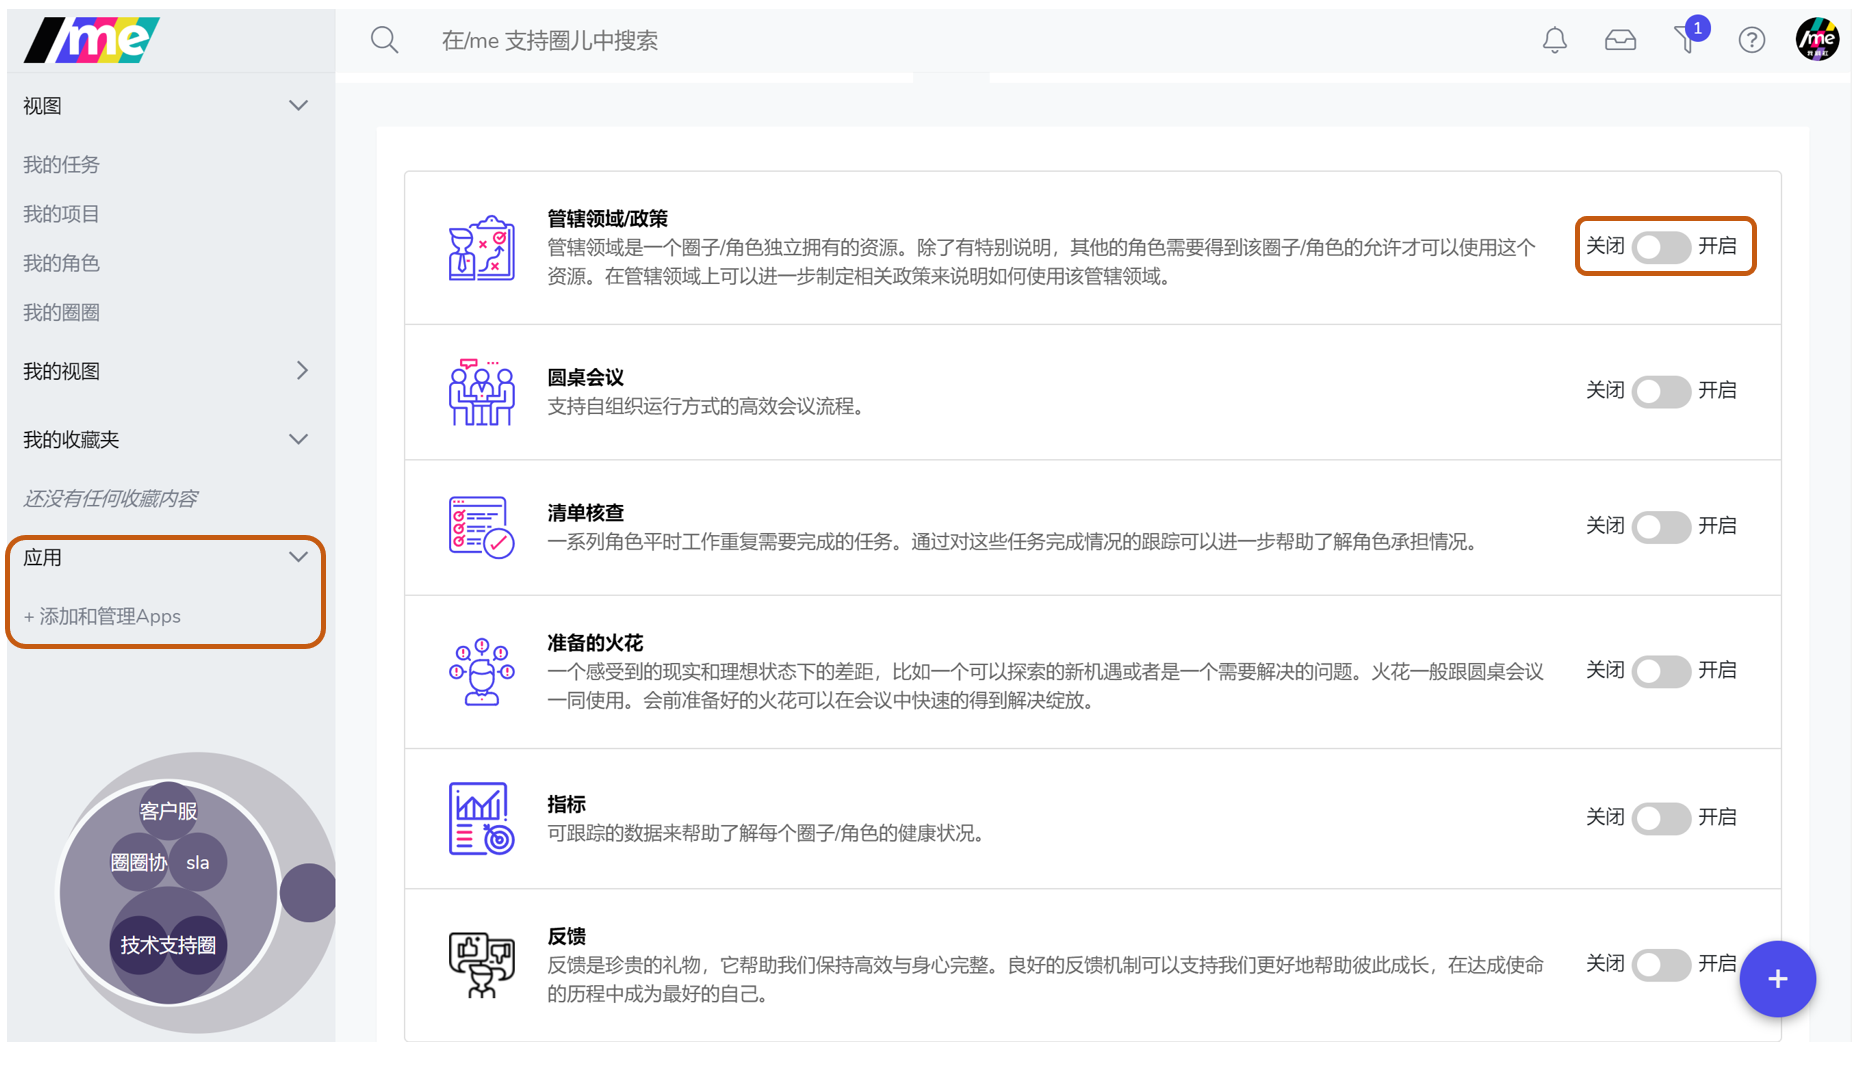 /me
在/me 支持圈儿中搜索
1
/me
视图
我的任务
我的项目
我的角色
我的圈圈
我的视图
我的收藏夹
还没有任何收藏内容
应用
+ 添加和管理Apps
客户服
圈圈协
sla
技术支持圈
管辖领域/政策
管辖领域是一个圈子/角色独立拥有的资源。除了有特别说明，其他的角色需要得到该圈子/角色的允许才可以使用这个
资源。在管辖领域上可以进一步制定相关政策来说明如何使用该管辖领域。
关闭 开启
圆桌会议
支持自组织运行方式的高效会议流程。
关闭 开启
清单核查
一系列角色平时工作重复需要完成的任务。通过对这些任务完成情况的跟踪可以进一步帮助了解角色承担情况。
关闭 开启
准备的火花
一个感受到的现实和理想状态下的差距，比如一个可以探索的新机遇或者是一个需要解决的问题。火花一般跟圆桌会议
一同使用。会前准备好的火花可以在会议中快速的得到解决绽放。
关闭 开启
指标
可跟踪的数据来帮助了解每个圈子/角色的健康状况。
关闭 开启
反馈
反馈是珍贵的礼物，它帮助我们保持高效与身心完整。良好的反馈机制可以支持我们更好地帮助彼此成长，在达成使命
的历程中成为最好的自己。
关闭 开启